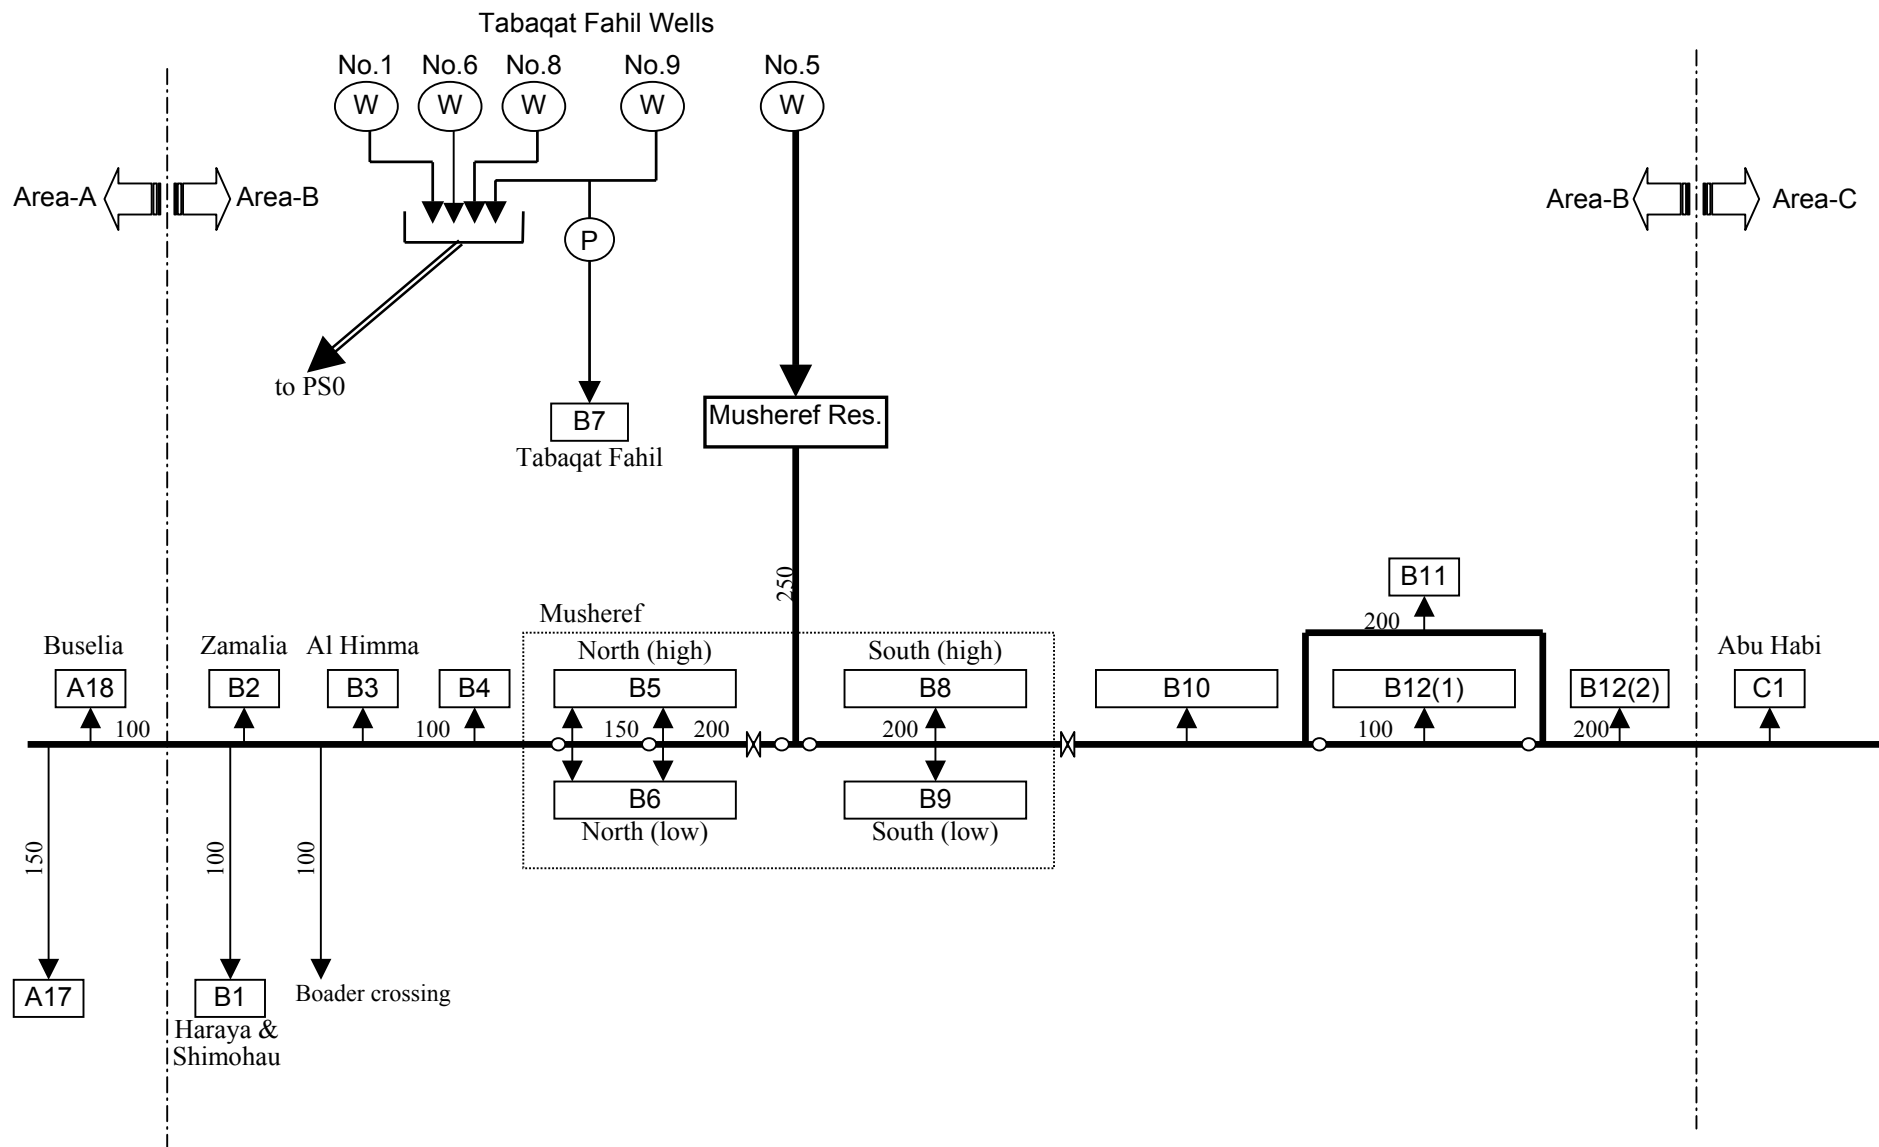 Tabaqat Fahil Wells
No.1
No.6
No.8
No.9
No.5
W
W
W
W
W
Area-A
Area-B
Area-B
Area-C
P
to PS0
B7
Tabaqat Fahil
Musheref Res.
250
B11
200
Musheref
Buselia
Zamalia
Al Himma
North (high)
South (high)
Abu Habi
A18
B2
B3
B4
B5
B8
B10
B12(1)
B12(2)
C1
100
100
150
200
200
100
200
B6
B9
North (low)
South (low)
150
100
100
A17
B1
Boader crossing
Haraya &
Shimohau